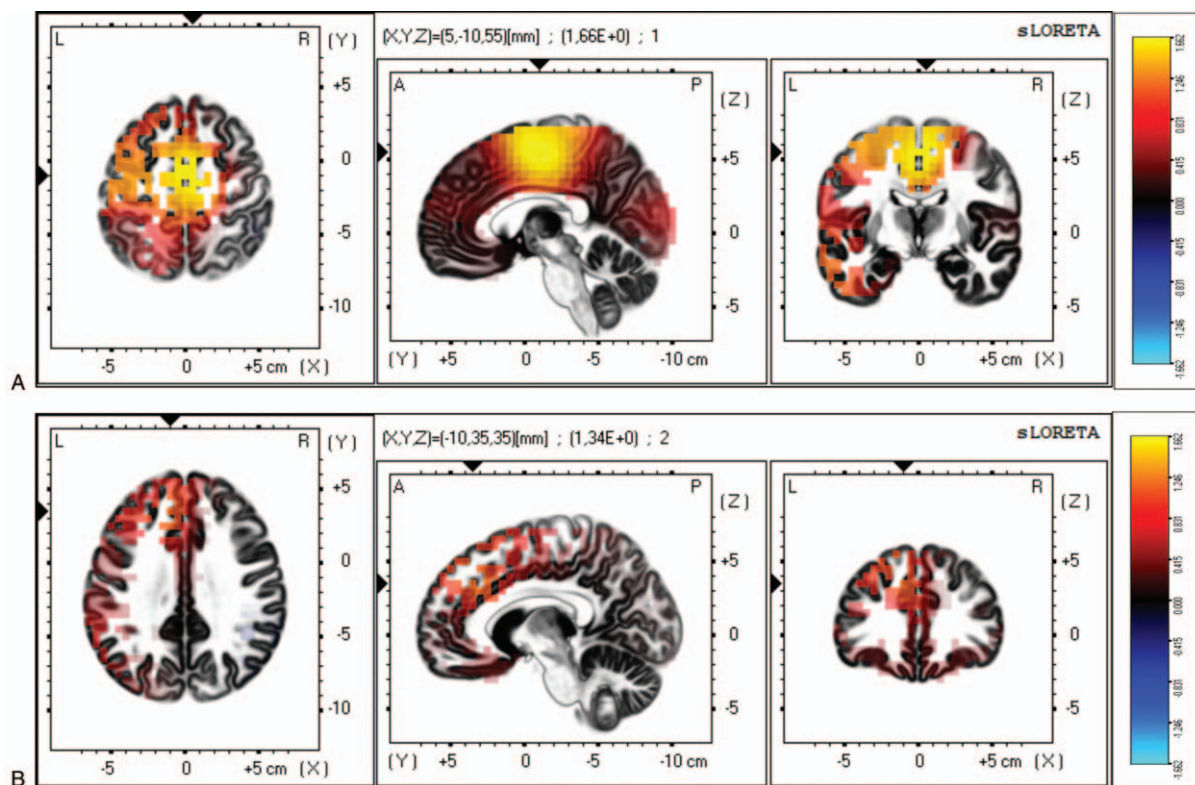 L R (Y) (X,Y,Z)=(5,-10,55)[mm] ; (1,66E+0) ; 1 sLORETA
A P (Z) L R (Z)
+5 +5 +5
0 0 0
-5 -5 -5
-10
-5 0 +5 cm (X) (Y) +5 0 -5 -10 cm -5 0 +5 cm (X)
1.662
1.246
0.831
0.415
0.000
-0.415
-0.831
-1.246
-1.662
A
L R (Y) (X,Y,Z)=(-10,35,35)[mm] ; (1,34E+0) ; 2 sLORETA
A P (Z) L R (Z)
+5 +5 +5
0 0 0
-5 -5 -5
-10
-5 0 +5 cm (X) (Y) +5 0 -5 -10 cm -5 0 +5 cm (X)
1.662
1.246
0.831
0.415
0.000
-0.415
-0.831
-1.246
-1.662
B